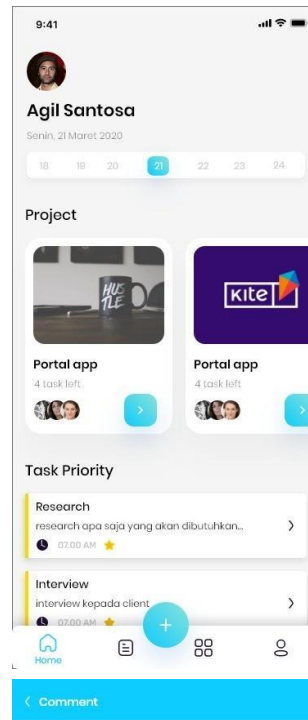 9:41
Agil Santosa
Senin, 21 Maret 2020
18 19 20 21 22 23 24
Project
HUS
TLE
KITE
Portal app
4 task left
Portal app
4 task left
Task Priority
Research
research apa saja yang akan dibutuhkan...
07.00 AM
Interview
interview kepada client
07.00 AM
Home
Comment